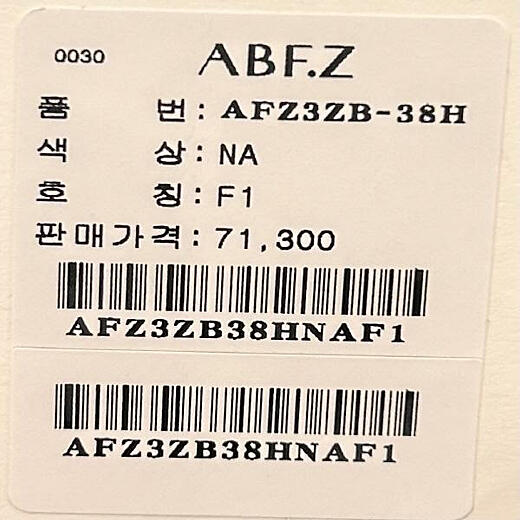 0030 ABF.Z
품 번 : AFZ3ZB-38H
색 상 : NA
호 칭 : F1
판매가격 : 71,300
AFZ3ZB38HNAF1
AFZ3ZB38HNAF1